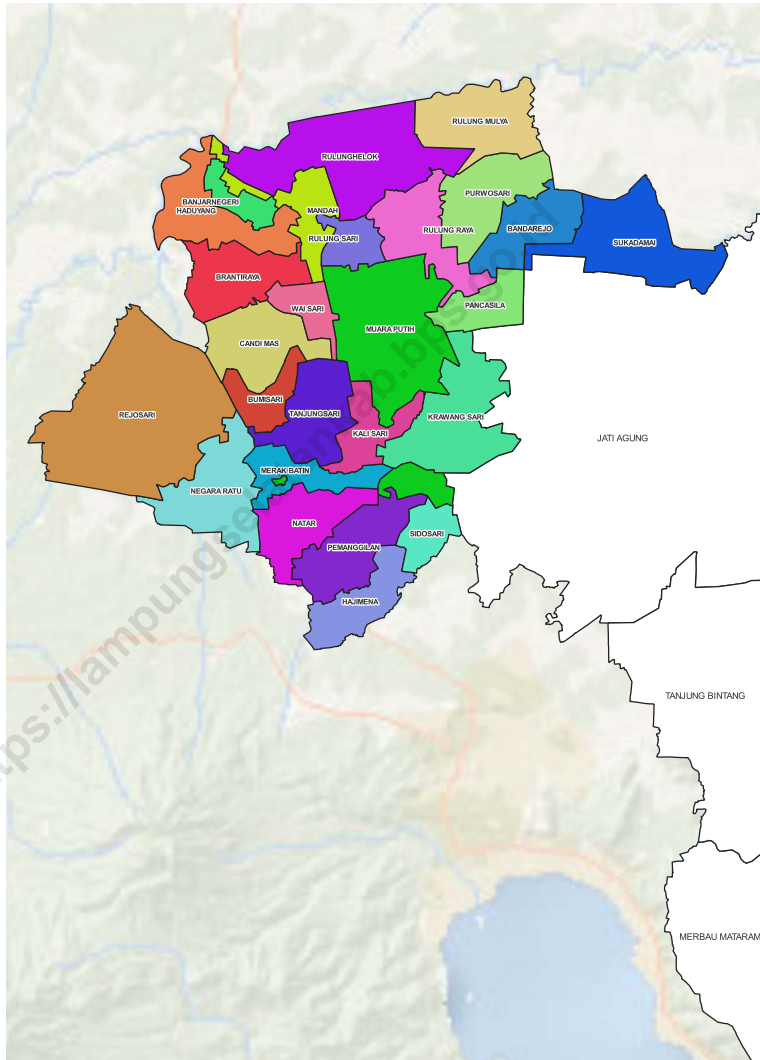 RULUNG MULYA
RULUNGHELOK
PURWOSARI
BANJARNEGERI
HADUYANG
MANDAH
RULUNG RAYA
BANDAREJO
RULUNG SARI
SUKADAMAI
BRANTIRAYA
WAI SARI
PANCASILA
MUARA PUTIH
CANDI MAS
BUMISARI
REJOSARI
TANJUNGSARI
KRAWANG SARI
KALI SARI
JATI AGUNG
MERAK BATIN
NEGARA RATU
NATAR
SIDOSARI
PEMANGGILAN
HAJIMENA
TANJUNG BINTANG
MERBAU MATARAM